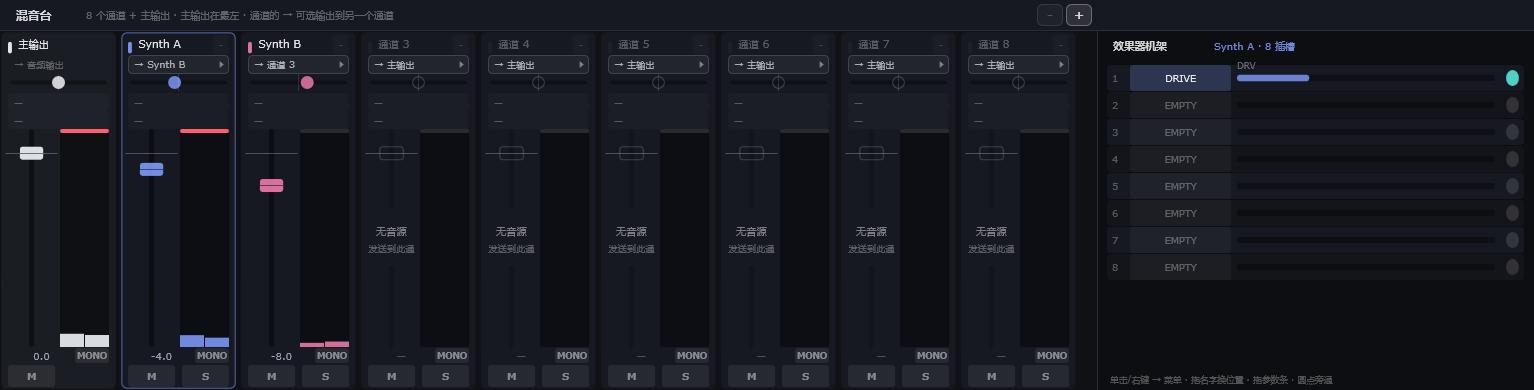 混音台 8 个通道 + 主输出 · 主输出在最左 · 通道的 → 可选输出到另一个通道 - +
主输出 Synth A - Synth B - 通道 3 - 通道 4 - 通道 5 - 通道 6 - 通道 7 - 通道 8 -
→ 音频输出 → Synth B → 通道 3 → 主输出 → 主输出 → 主输出 → 主输出 → 主输出 → 主输出
— — — — — — — — —
— — — — — — — — —
无音源 无音源 无音源 无音源 无音源 无音源
发送到此通 发送到此通 发送到此通 发送到此通 发送到此通 发送到此通
0.0 MONO -4.0 MONO -8.0 MONO — MONO — MONO — MONO — MONO — MONO — MONO
M M S M S M S M S M S M S M S M S
效果器机架 Synth A · 8 插槽
DRV
1 DRIVE
2 EMPTY
3 EMPTY
4 EMPTY
5 EMPTY
6 EMPTY
7 EMPTY
8 EMPTY
单击/右键 → 菜单 · 拖名字换位置 · 拖参数条 · 圆点旁通